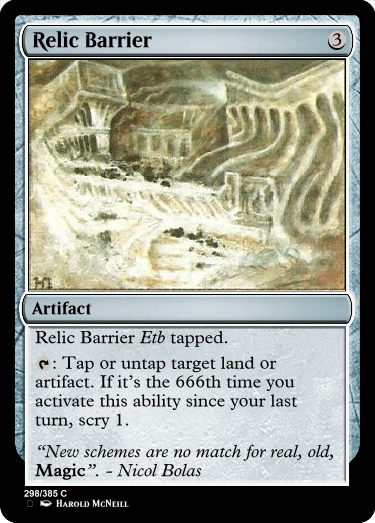 Relic Barrier 3
HM
Artifact
Relic Barrier Etb tapped.
: Tap or untap target land or
artifact. If it's the 666th time you
activate this ability since your last
turn, scry 1.
"New schemes are no match for real, old,
Magic". - Nicol Bolas
298/385 C
Harold McNeill